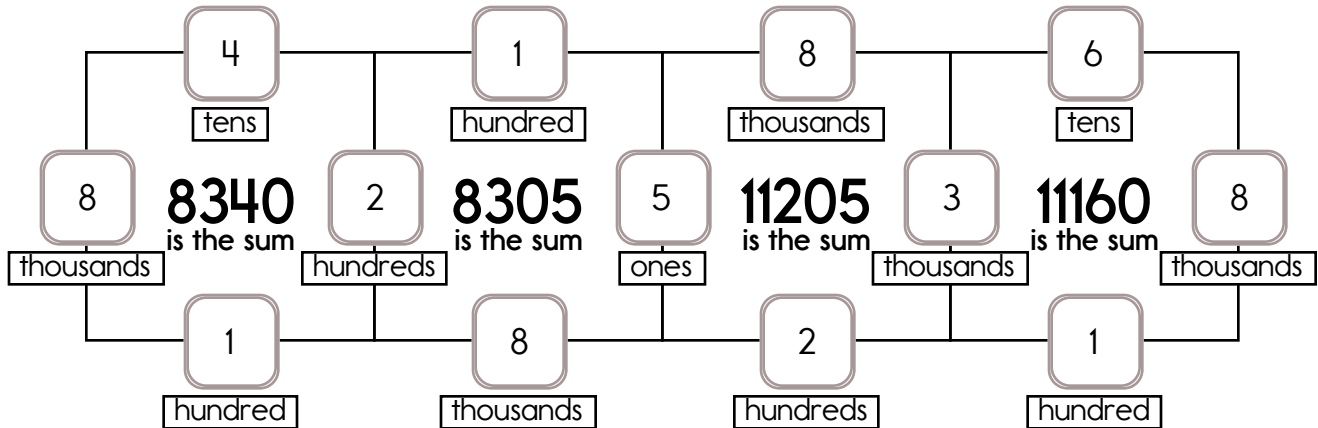 4 1 8 6
tens hundred thousands tens
8 8340 2 8305 5 11205 3 11160 8
is the sum is the sum is the sum is the sum
thousands hundreds ones thousands thousands
1 8 2 1
hundred thousands hundreds hundred